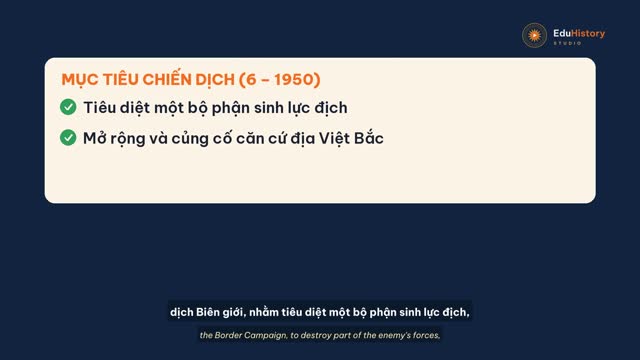 EduHistory
STUDIO
MỤC TIÊU CHIẾN DỊCH (6 – 1950)
Tiêu diệt một bộ phận sinh lực địch
Mở rộng và củng cố căn cứ địa Việt Bắc
dịch Biên giới, nhằm tiêu diệt một bộ phận sinh lực địch,
the Border Campaign, to destroy part of the enemy's forces,